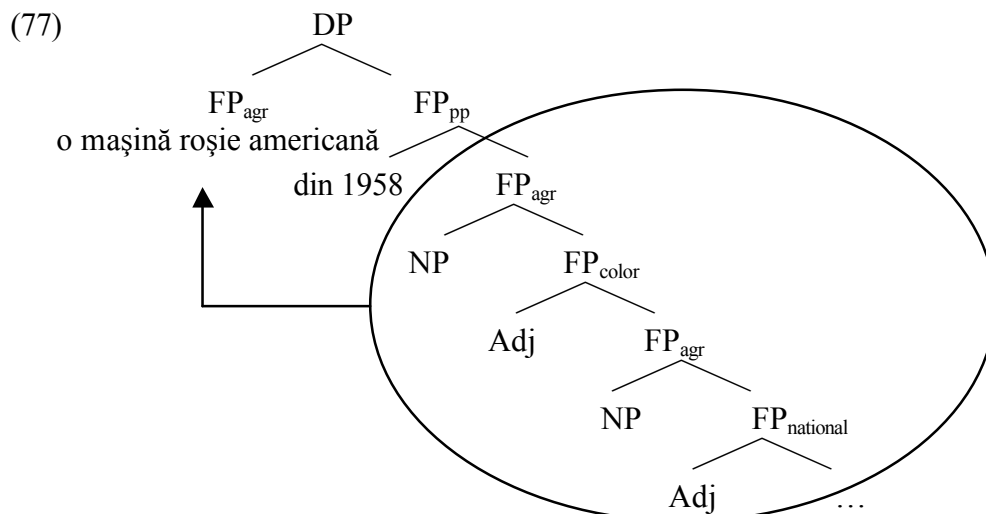 (77) DP
FPagr FPpp
o maşină roşie americană
din 1958 FPagr
NP FPcolor
Adj FPagr
NP FPnational
Adj …